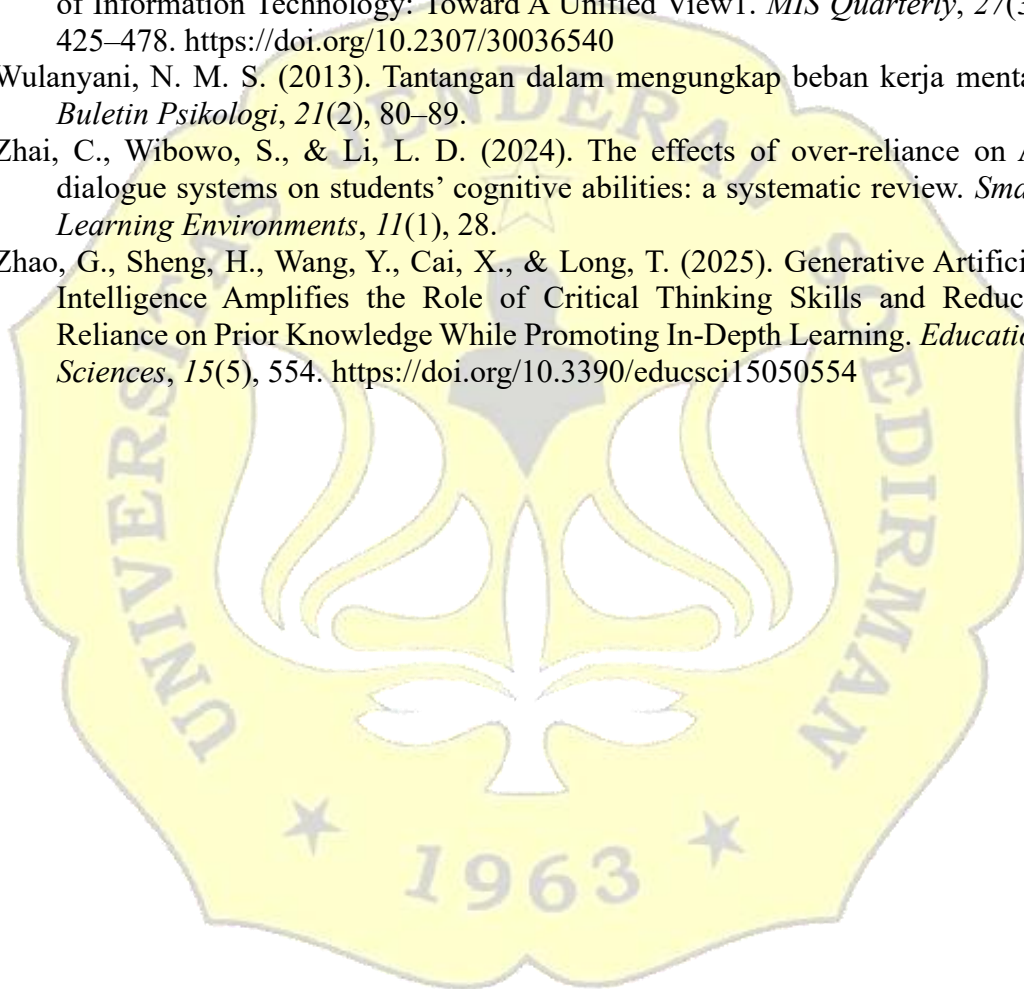 of Information Technology: Toward A Unified View1. MIS Quarterly, 27(3
425–478. https://doi.org/10.2307/30036540
Wulanyani, N. M. S. (2013). Tantangan dalam mengungkap beban kerja menta
Buletin Psikologi, 21(2), 80–89.
Zhai, C., Wibowo, S., & Li, L. D. (2024). The effects of over-reliance on A
dialogue systems on students’ cognitive abilities: a systematic review. Sma
Learning Environments, 11(1), 28.
Zhao, G., Sheng, H., Wang, Y., Cai, X., & Long, T. (2025). Generative Artifici
Intelligence Amplifies the Role of Critical Thinking Skills and Reduc
Reliance on Prior Knowledge While Promoting In-Depth Learning. Educatio
Sciences, 15(5), 554. https://doi.org/10.3390/educsci15050554
UNIVERSITAS JENDERAL SOEDIRMAN
1963